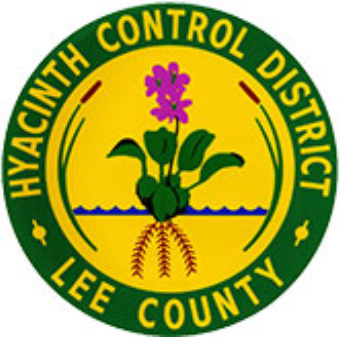 HYACINTH CONTROL DISTRICT
LEE COUNTY